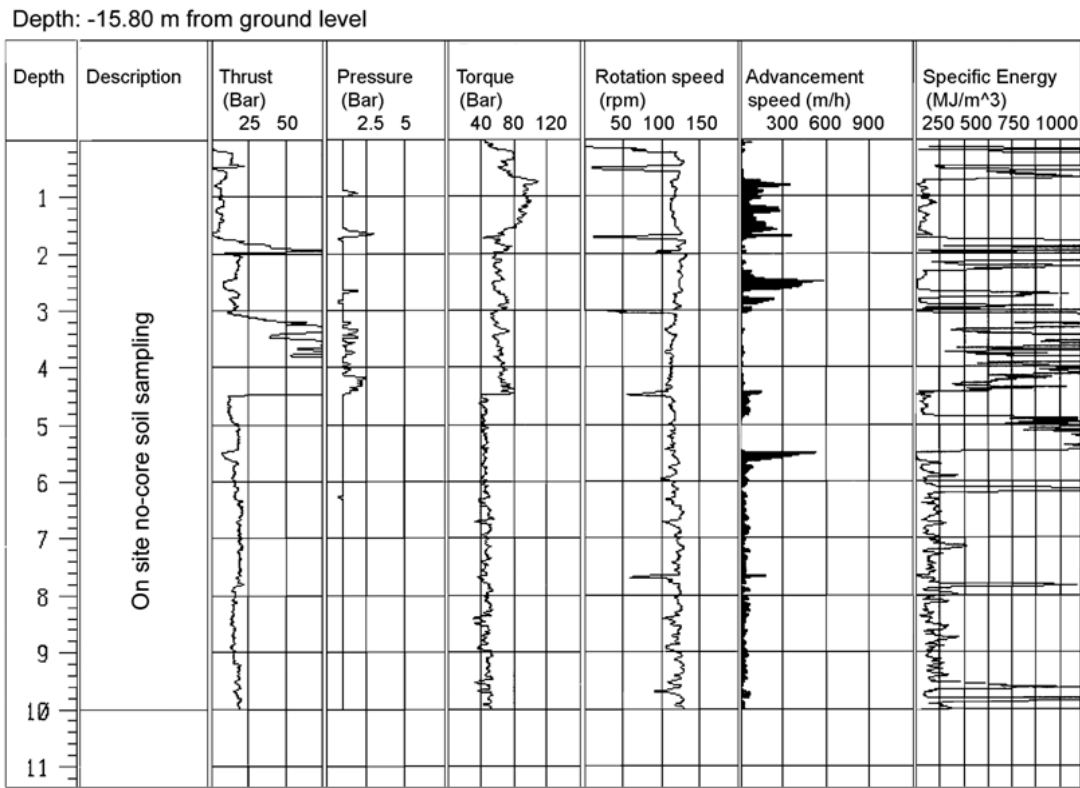 Depth: -15.80 m from ground level
Depth Description Thrust Pressure Torque Rotation speed Advancement Specific Energy
(Bar) (Bar) (Bar) (rpm) speed (m/h) (MJ/m^3)
25 50 2.5 5 40 80 120 50 100 150 300 600 900 250 500 750 1000
On site no-core soil sampling
1
2
3
4
5
6
7
8
9
10
11